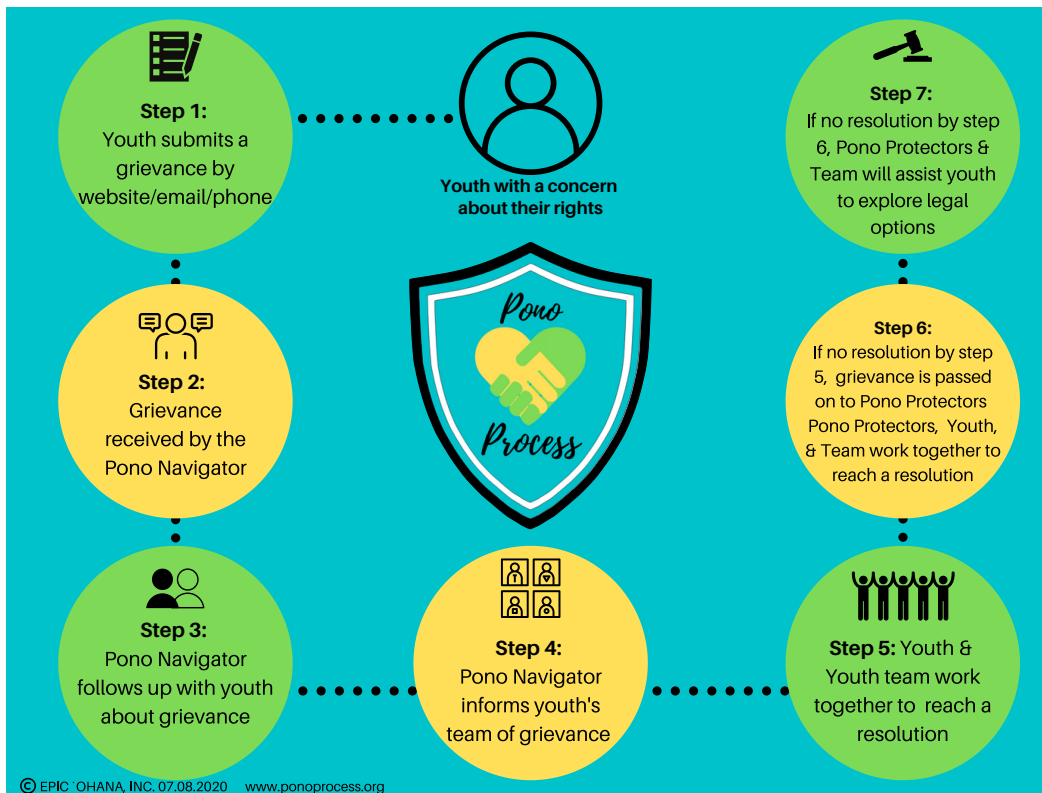 Youth with a concern
about their rights
Step 1:
Youth submits a
grievance by
website/email/phone
Step 2:
Grievance
received by the
Pono Navigator
Step 3:
Pono Navigator
follows up with youth
about grievance
Step 4:
Pono Navigator
informs youth's
team of grievance
Step 5: Youth &
Youth team work
together to reach a
resolution
Step 6:
If no resolution by step
5, grievance is passed
on to Pono Protectors
Pono Protectors, Youth,
& Team work together to
reach a resolution
Step 7:
If no resolution by step
6, Pono Protectors &
Team will assist youth
to explore legal
options
Pono
Process
© EPIC `OHANA, INC. 07.08.2020 www.ponoprocess.org